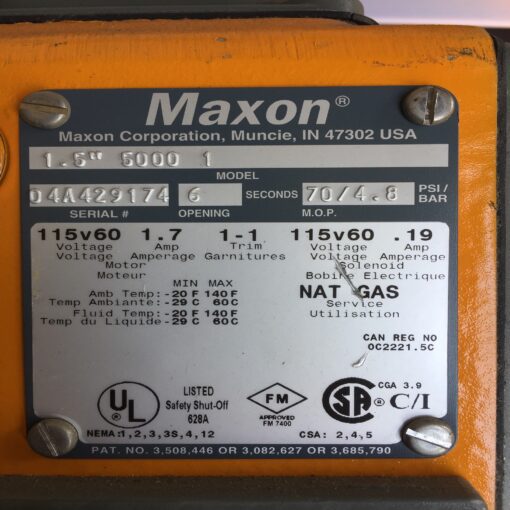 Maxon®
Maxon Corporation, Muncie, IN 47302 USA
1.5" 5000 1
MODEL
04A429174 6 SECONDS 70/4.8 PSI/ BAR
SERIAL # OPENING M.O.P.
115v60 1.7 1-1 115v60 .19
Voltage Amp Trim Voltage Amp
Voltage Amperage Garnitures Voltage Amperage
Motor Solenoid
Moteur Bobine Electrique
MIN MAX
Amb Temp: -20 F 140 F
Temp Ambiante: -29 C 60 C
Fluid Temp: -20 F 140 F
Temp du Liquide: -29 C 60 C
NAT GAS
Service
Utilisation
CAN REG NO
0C2221.5C
UL ®
LISTED
Safety Shut-Off
628A
FM
APPROVED
FM 7400
CGA 3.9
SA ® C/I
NEMA:1,2,3,3S,4,12 CSA: 2,4,5
PAT. NO. 3,508,446 OR 3,082,627 OR 3,685,790